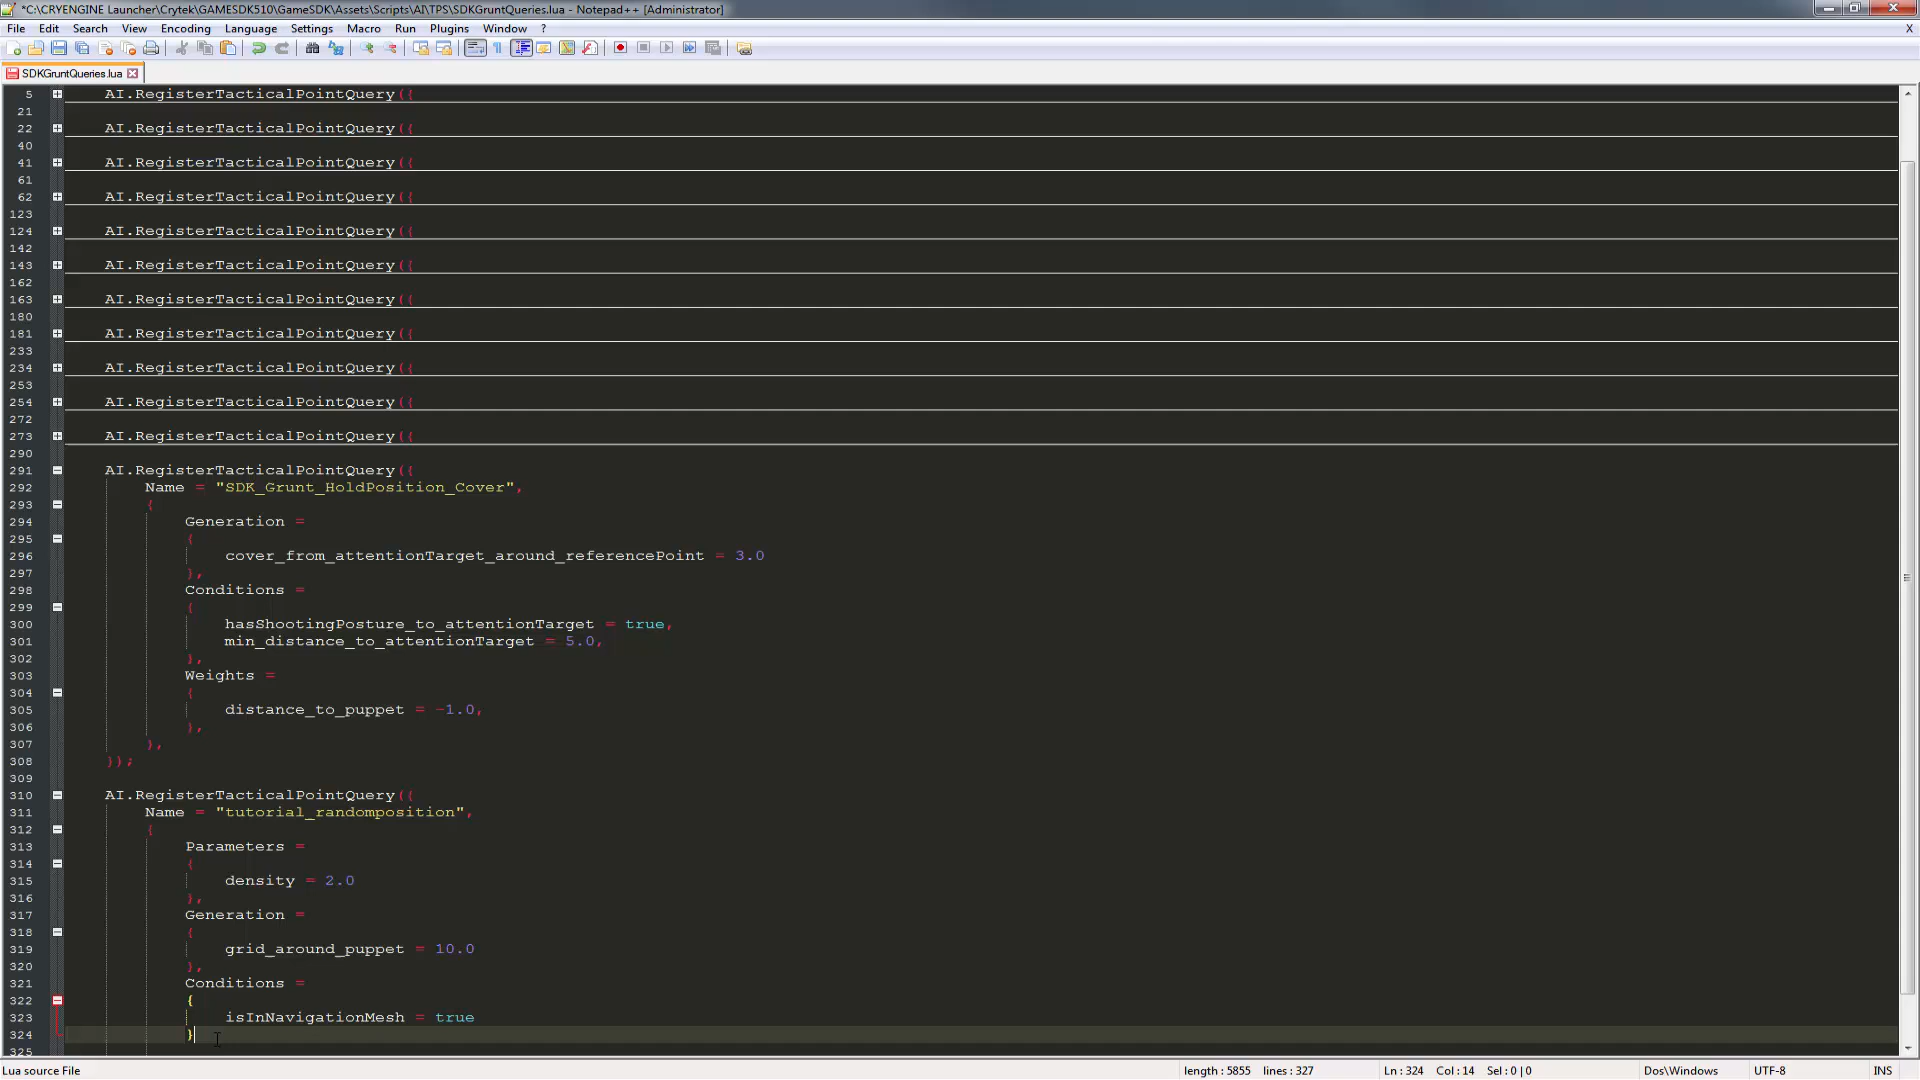 *C:\CRYENGINE Launcher\Crytek\GAMESDK510\GameSDK\Assets\Scripts\AI\TPS\SDKGruntQueries.lua - Notepad++ [Administrator]
File Edit Search View Encoding Language Settings Macro Run Plugins Window ? X
SDKGruntQueries.lua
5 AI.RegisterTacticalPointQuery({
21
22 AI.RegisterTacticalPointQuery({
40
41 AI.RegisterTacticalPointQuery({
61
62 AI.RegisterTacticalPointQuery({
123
124 AI.RegisterTacticalPointQuery({
142
143 AI.RegisterTacticalPointQuery({
162
163 AI.RegisterTacticalPointQuery({
180
181 AI.RegisterTacticalPointQuery({
233
234 AI.RegisterTacticalPointQuery({
253
254 AI.RegisterTacticalPointQuery({
272
273 AI.RegisterTacticalPointQuery({
290
291 AI.RegisterTacticalPointQuery({
292 Name = "SDK_Grunt_HoldPosition_Cover",
293 {
294 Generation =
295 {
296 cover_from_attentionTarget_around_referencePoint = 3.0
297 },
298 Conditions =
299 {
300 hasShootingPosture_to_attentionTarget = true,
301 min_distance_to_attentionTarget = 5.0,
302 },
303 Weights =
304 {
305 distance_to_puppet = -1.0,
306 },
307 },
308 });
309
310 AI.RegisterTacticalPointQuery({
311 Name = "tutorial_randomposition",
312 {
313 Parameters =
314 {
315 density = 2.0
316 },
317 Generation =
318 {
319 grid_around_puppet = 10.0
320 },
321 Conditions =
322 {
323 isInNavigationMesh = true
324 }
325
Lua source File length : 5855 lines : 327 Ln : 324 Col : 14 Sel : 0 | 0 Dos\Windows UTF-8 INS